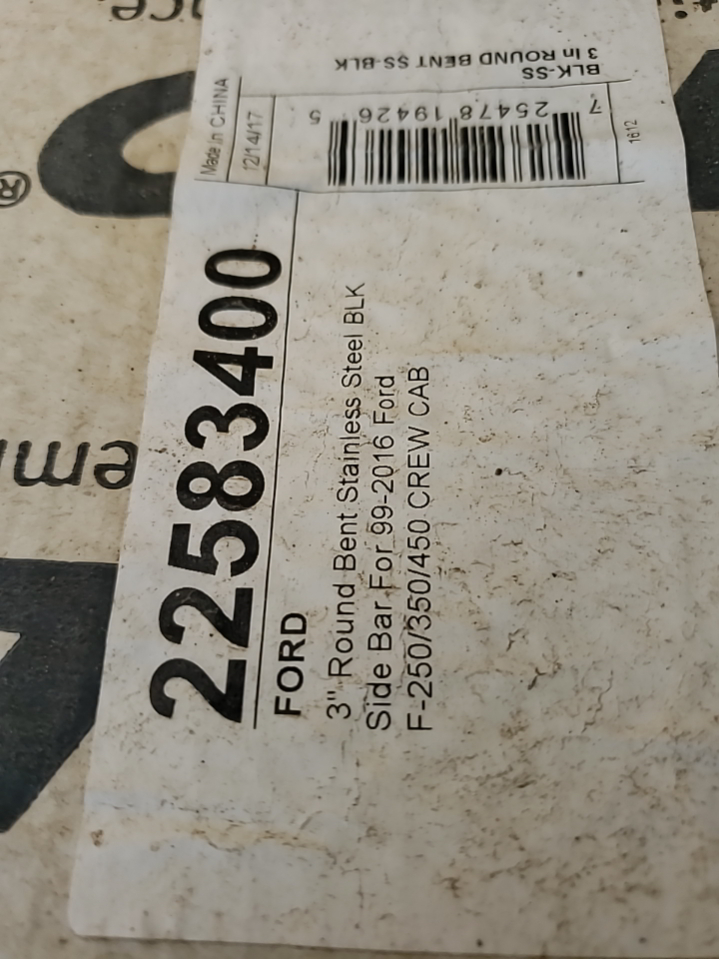 22583400
FORD
3" Round Bent Stainless Steel BLK
Side Bar For 99-2016 Ford
F-250/350/450 CREW CAB
Made in CHINA
12/14/17
7 25478 19426 5
1612
BLK-SS
3 In ROUND BENT SS-BLK
®